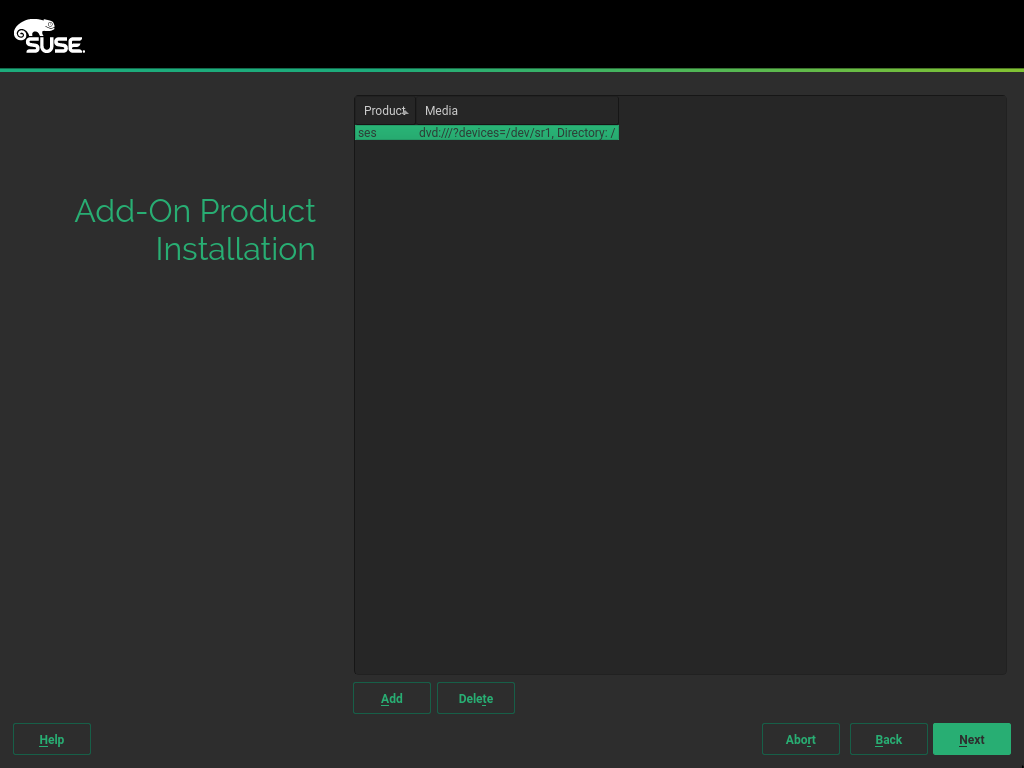 SUSE.
Add-On Product
Installation
Product Media
ses dvd:///?devices=/dev/sr1, Directory: /
Add Delete
Help Abort Back Next